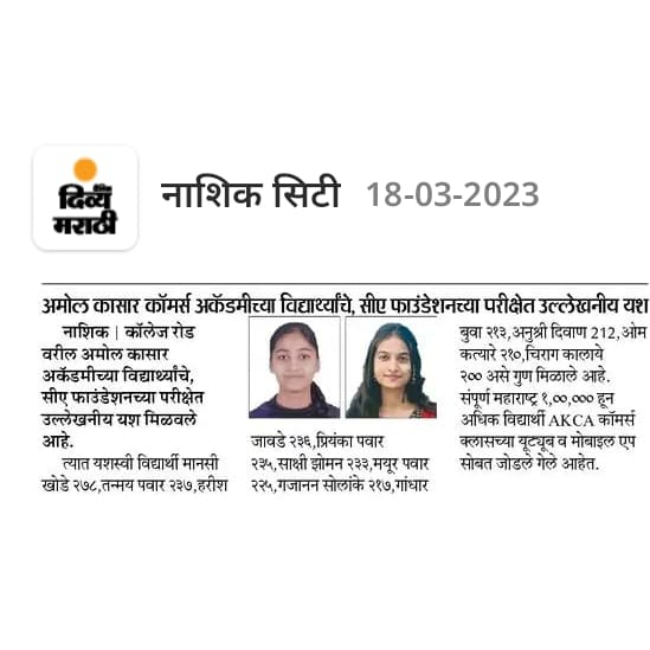 दिव्य
मराठी
नाशिक सिटी 18-03-2023
अमोल कासार कॉमर्स अकॅडमीच्या विद्यार्थ्यांचे, सीए फाउंडेशनच्या परीक्षेत उल्लेखनीय यश
नाशिक | कॉलेज रोड
वरील अमोल कासार
अकॅडमीच्या विद्यार्थ्यांचे,
सीए फाउंडेशनच्या परीक्षेत
उल्लेखनीय यश मिळवले
आहे.
त्यात यशस्वी विद्यार्थी मानसी
खोडे २७८,तन्मय पवार २३७,हरीश
जावडे २३६,प्रियंका पवार
२३५,साक्षी झोमन २३३,मयूर पवार
२२५,गजानन सोलांके २१७,गांधार
बुवा २१३,अनुश्री दिवाण 212,ओम
कत्यारे २१०,चिराग कालाये
२०० असे गुण मिळाले आहे.
संपूर्ण महाराष्ट्र १,००,००० हून
अधिक विद्यार्थी AKCA कॉमर्स
क्लासच्या यूट्यूब व मोबाइल एप
सोबत जोडले गेले आहेत.